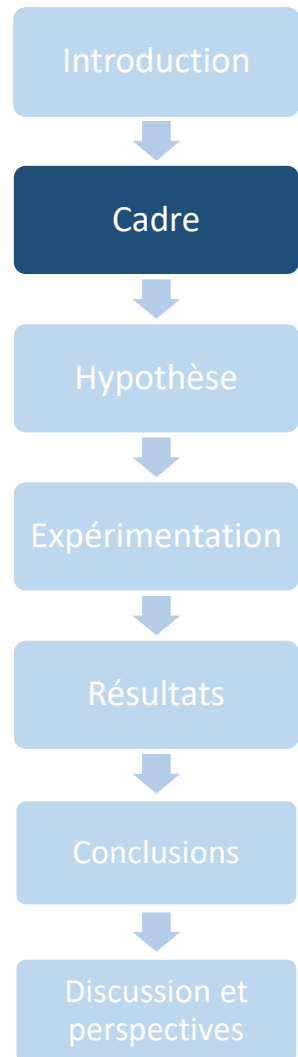 Introduction
Cadre
Hypothèse
Expérimentation
Résultats
Conclusions
Discussion et
perspectives